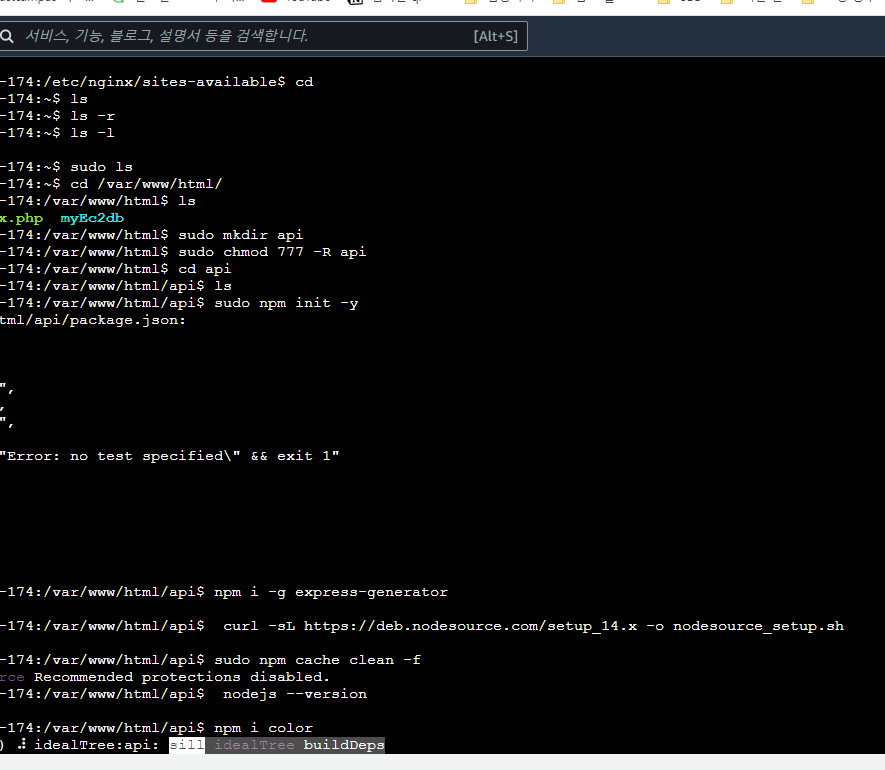 서비스, 기능, 블로그, 설명서 등을 검색합니다. [Alt+S]
-174:/etc/nginx/sites-available$ cd
-174:~$ ls
-174:~$ ls -r
-174:~$ ls -l
-174:~$ sudo ls
-174:~$ cd /var/www/html/
-174:/var/www/html$ ls
x.php myEc2db
-174:/var/www/html$ sudo mkdir api
-174:/var/www/html$ sudo chmod 777 -R api
-174:/var/www/html$ cd api
-174:/var/www/html/api$ ls
-174:/var/www/html/api$ sudo npm init -y
tml/api/package.json:
",
,
",
"Error: no test specified\" && exit 1"
-174:/var/www/html/api$ npm i -g express-generator
-174:/var/www/html/api$ curl -sL https://deb.nodesource.com/setup_14.x -o nodesource_setup.sh
-174:/var/www/html/api$ sudo npm cache clean -f
rce Recommended protections disabled.
-174:/var/www/html/api$ nodejs --version
-174:/var/www/html/api$ npm i color
) ⠼ idealTree:api: sill idealTree buildDeps